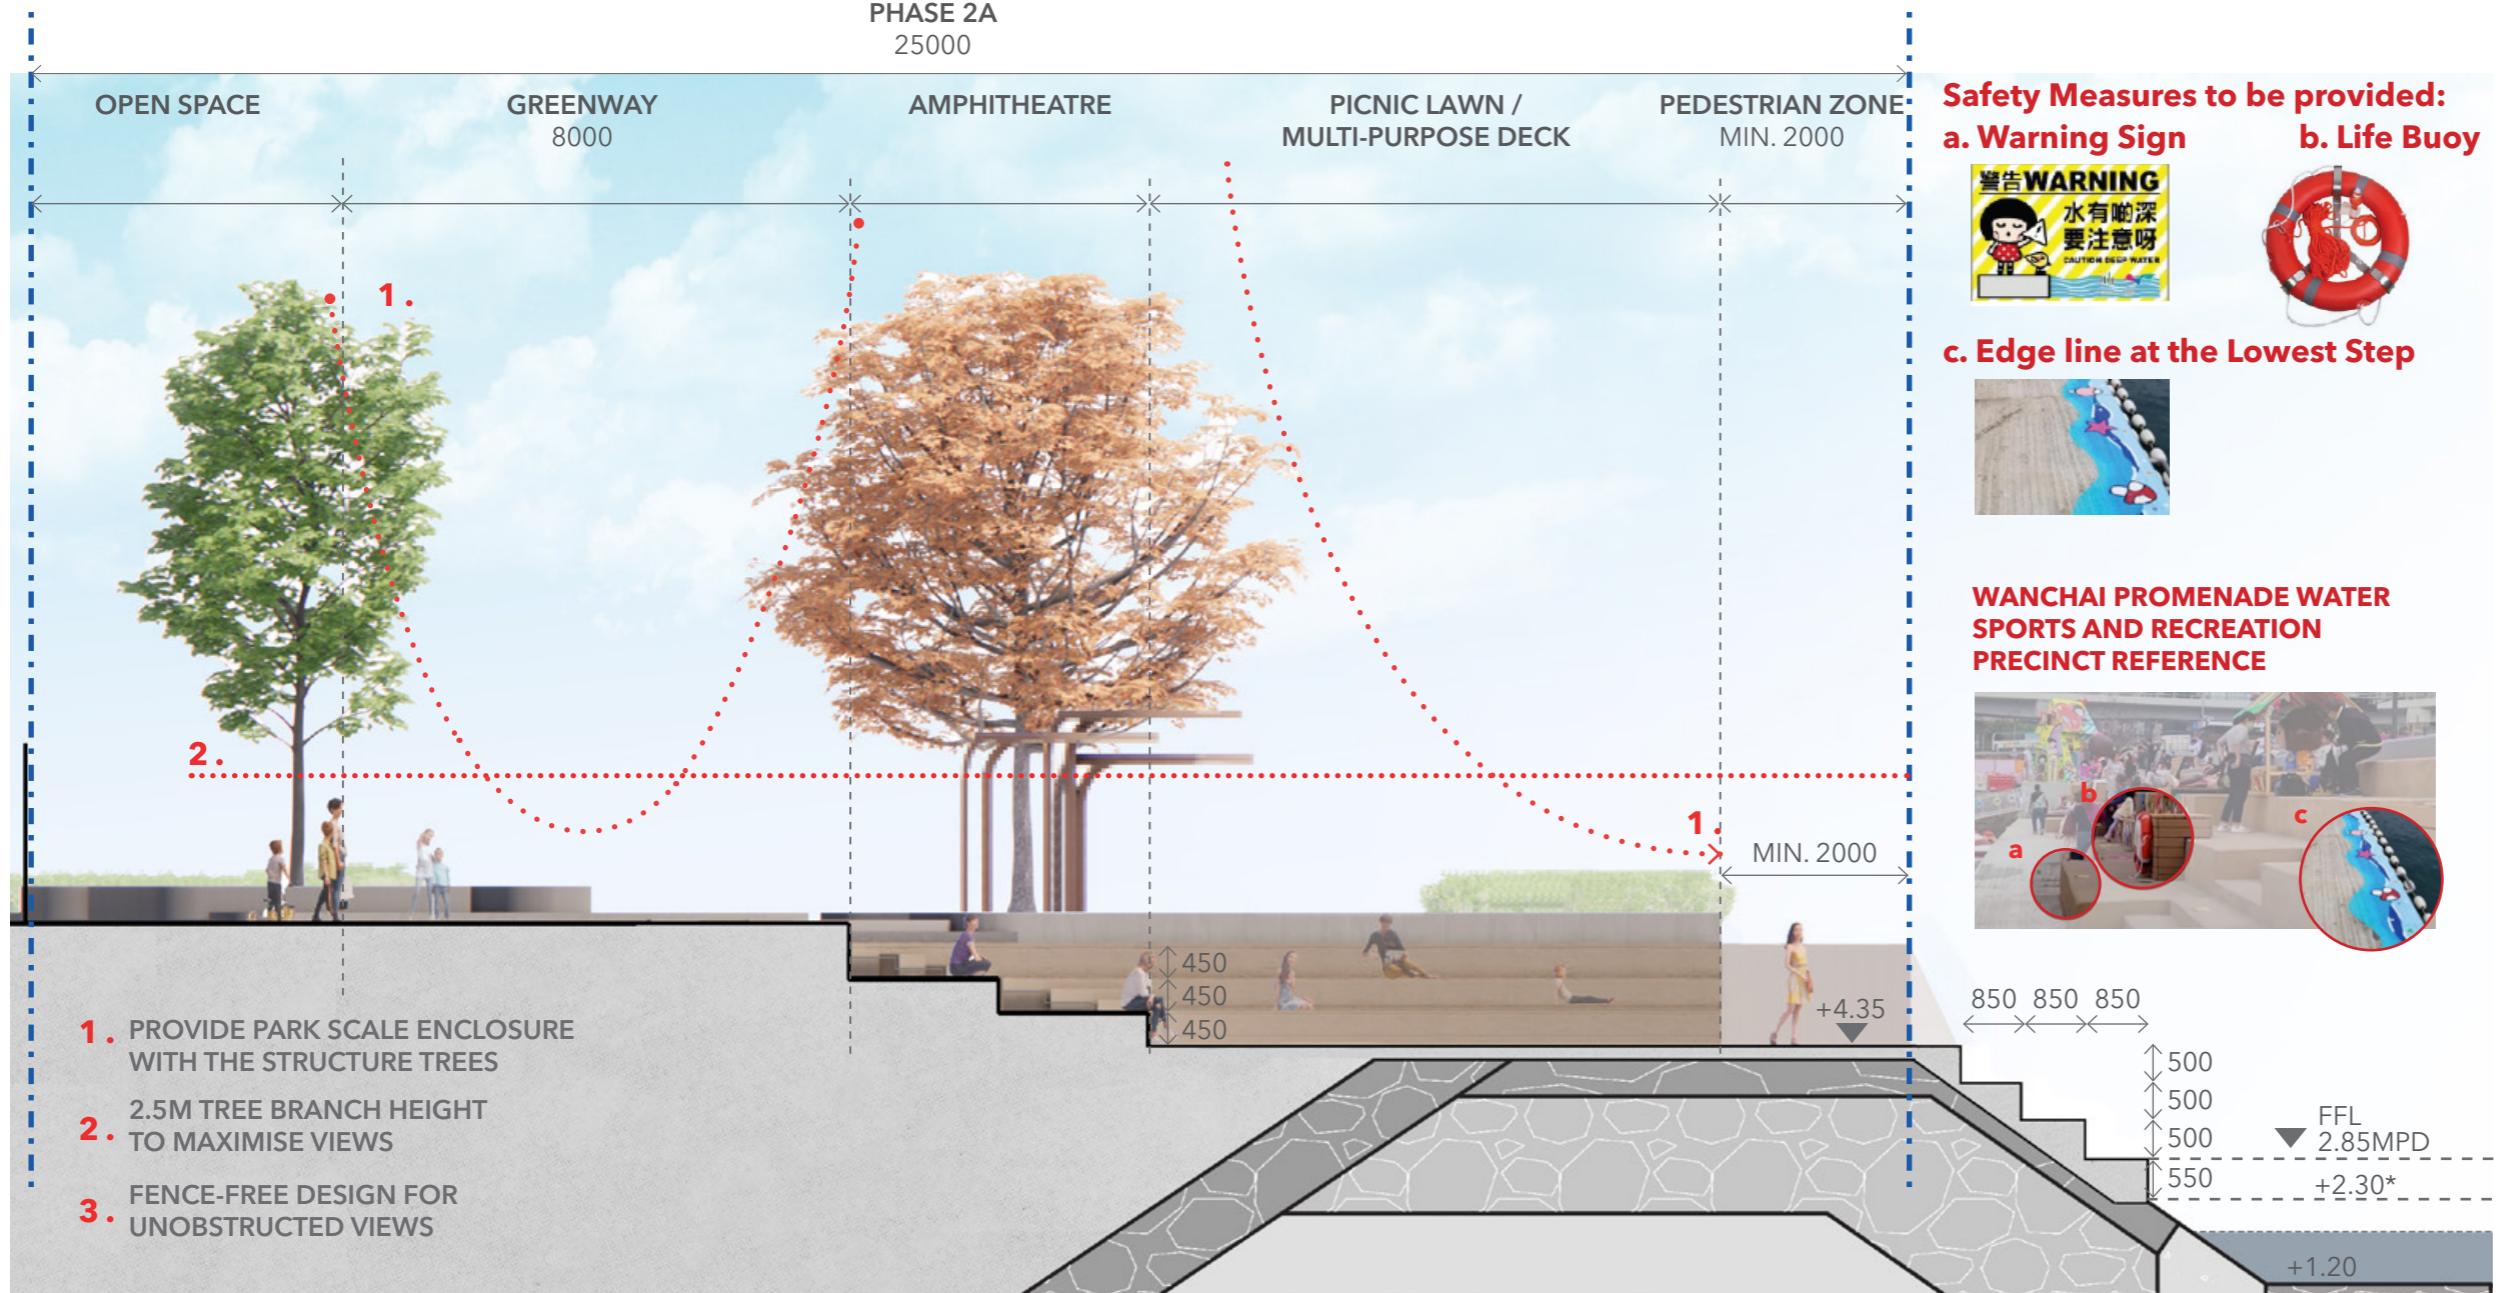 PHASE 2A
25000
OPEN SPACE
GREENWAY
8000
AMPHITHEATRE
PICNIC LAWN /
MULTI-PURPOSE DECK
PEDESTRIAN ZONE
MIN. 2000
Safety Measures to be provided:
a. Warning Sign
b. Life Buoy
警告WARNING
水有啲深
要注意呀
CAUTION DEEP WATER
c. Edge line at the Lowest Step
WANCHAI PROMENADE WATER
SPORTS AND RECREATION
PRECINCT REFERENCE
a
b
c
1.
2.
1.
MIN. 2000
450
450
450
+4.35
850 850 850
500
500
500
550
FFL
2.85MPD
+2.30*
+1.20
1. PROVIDE PARK SCALE ENCLOSURE
WITH THE STRUCTURE TREES
2. 2.5M TREE BRANCH HEIGHT
TO MAXIMISE VIEWS
3. FENCE-FREE DESIGN FOR
UNOBSTRUCTED VIEWS